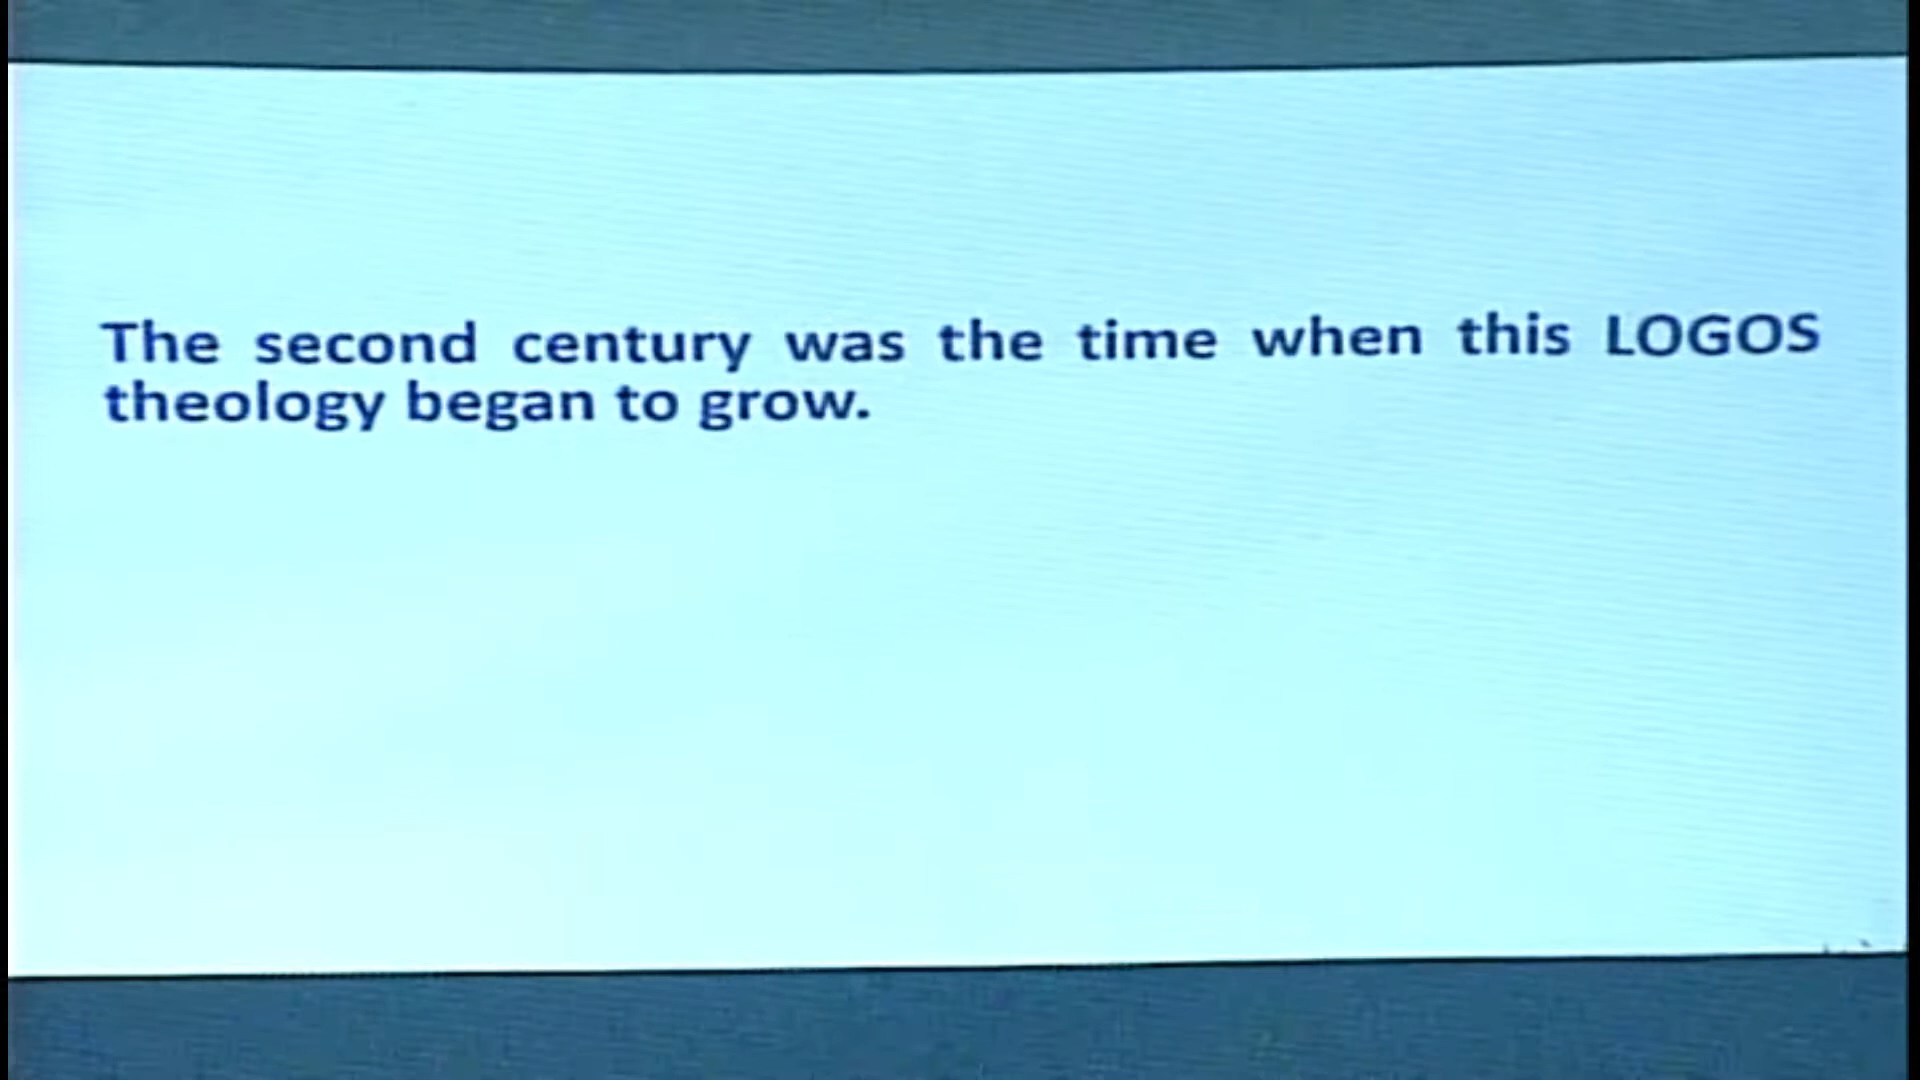 The second century was the time when this LOGOS
theology began to grow.